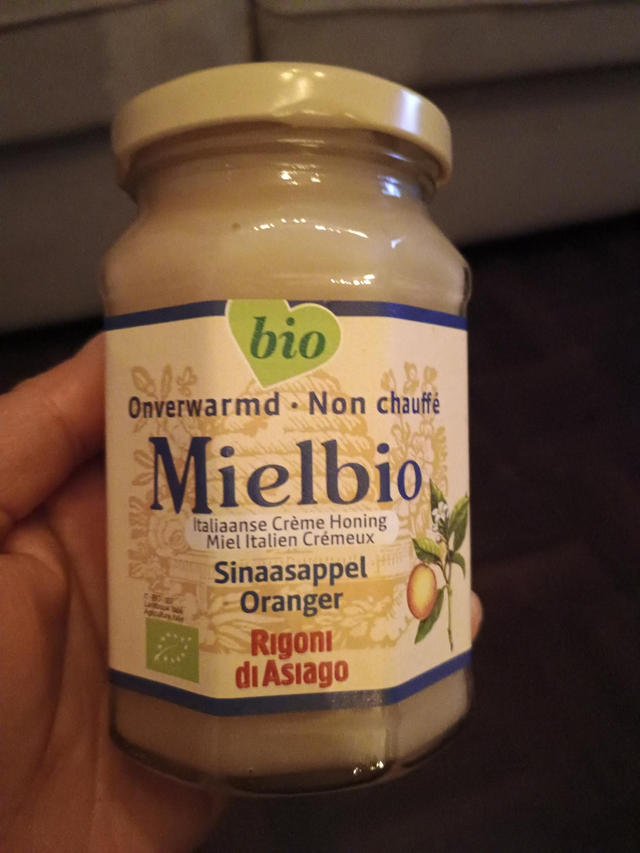 bio
Onverwarmd · Non chauffé
Mielbio
Italiaanse Crème Honing
Miel Italien Crémeux
Sinaasappel
Oranger
Rigoni
di Asiago